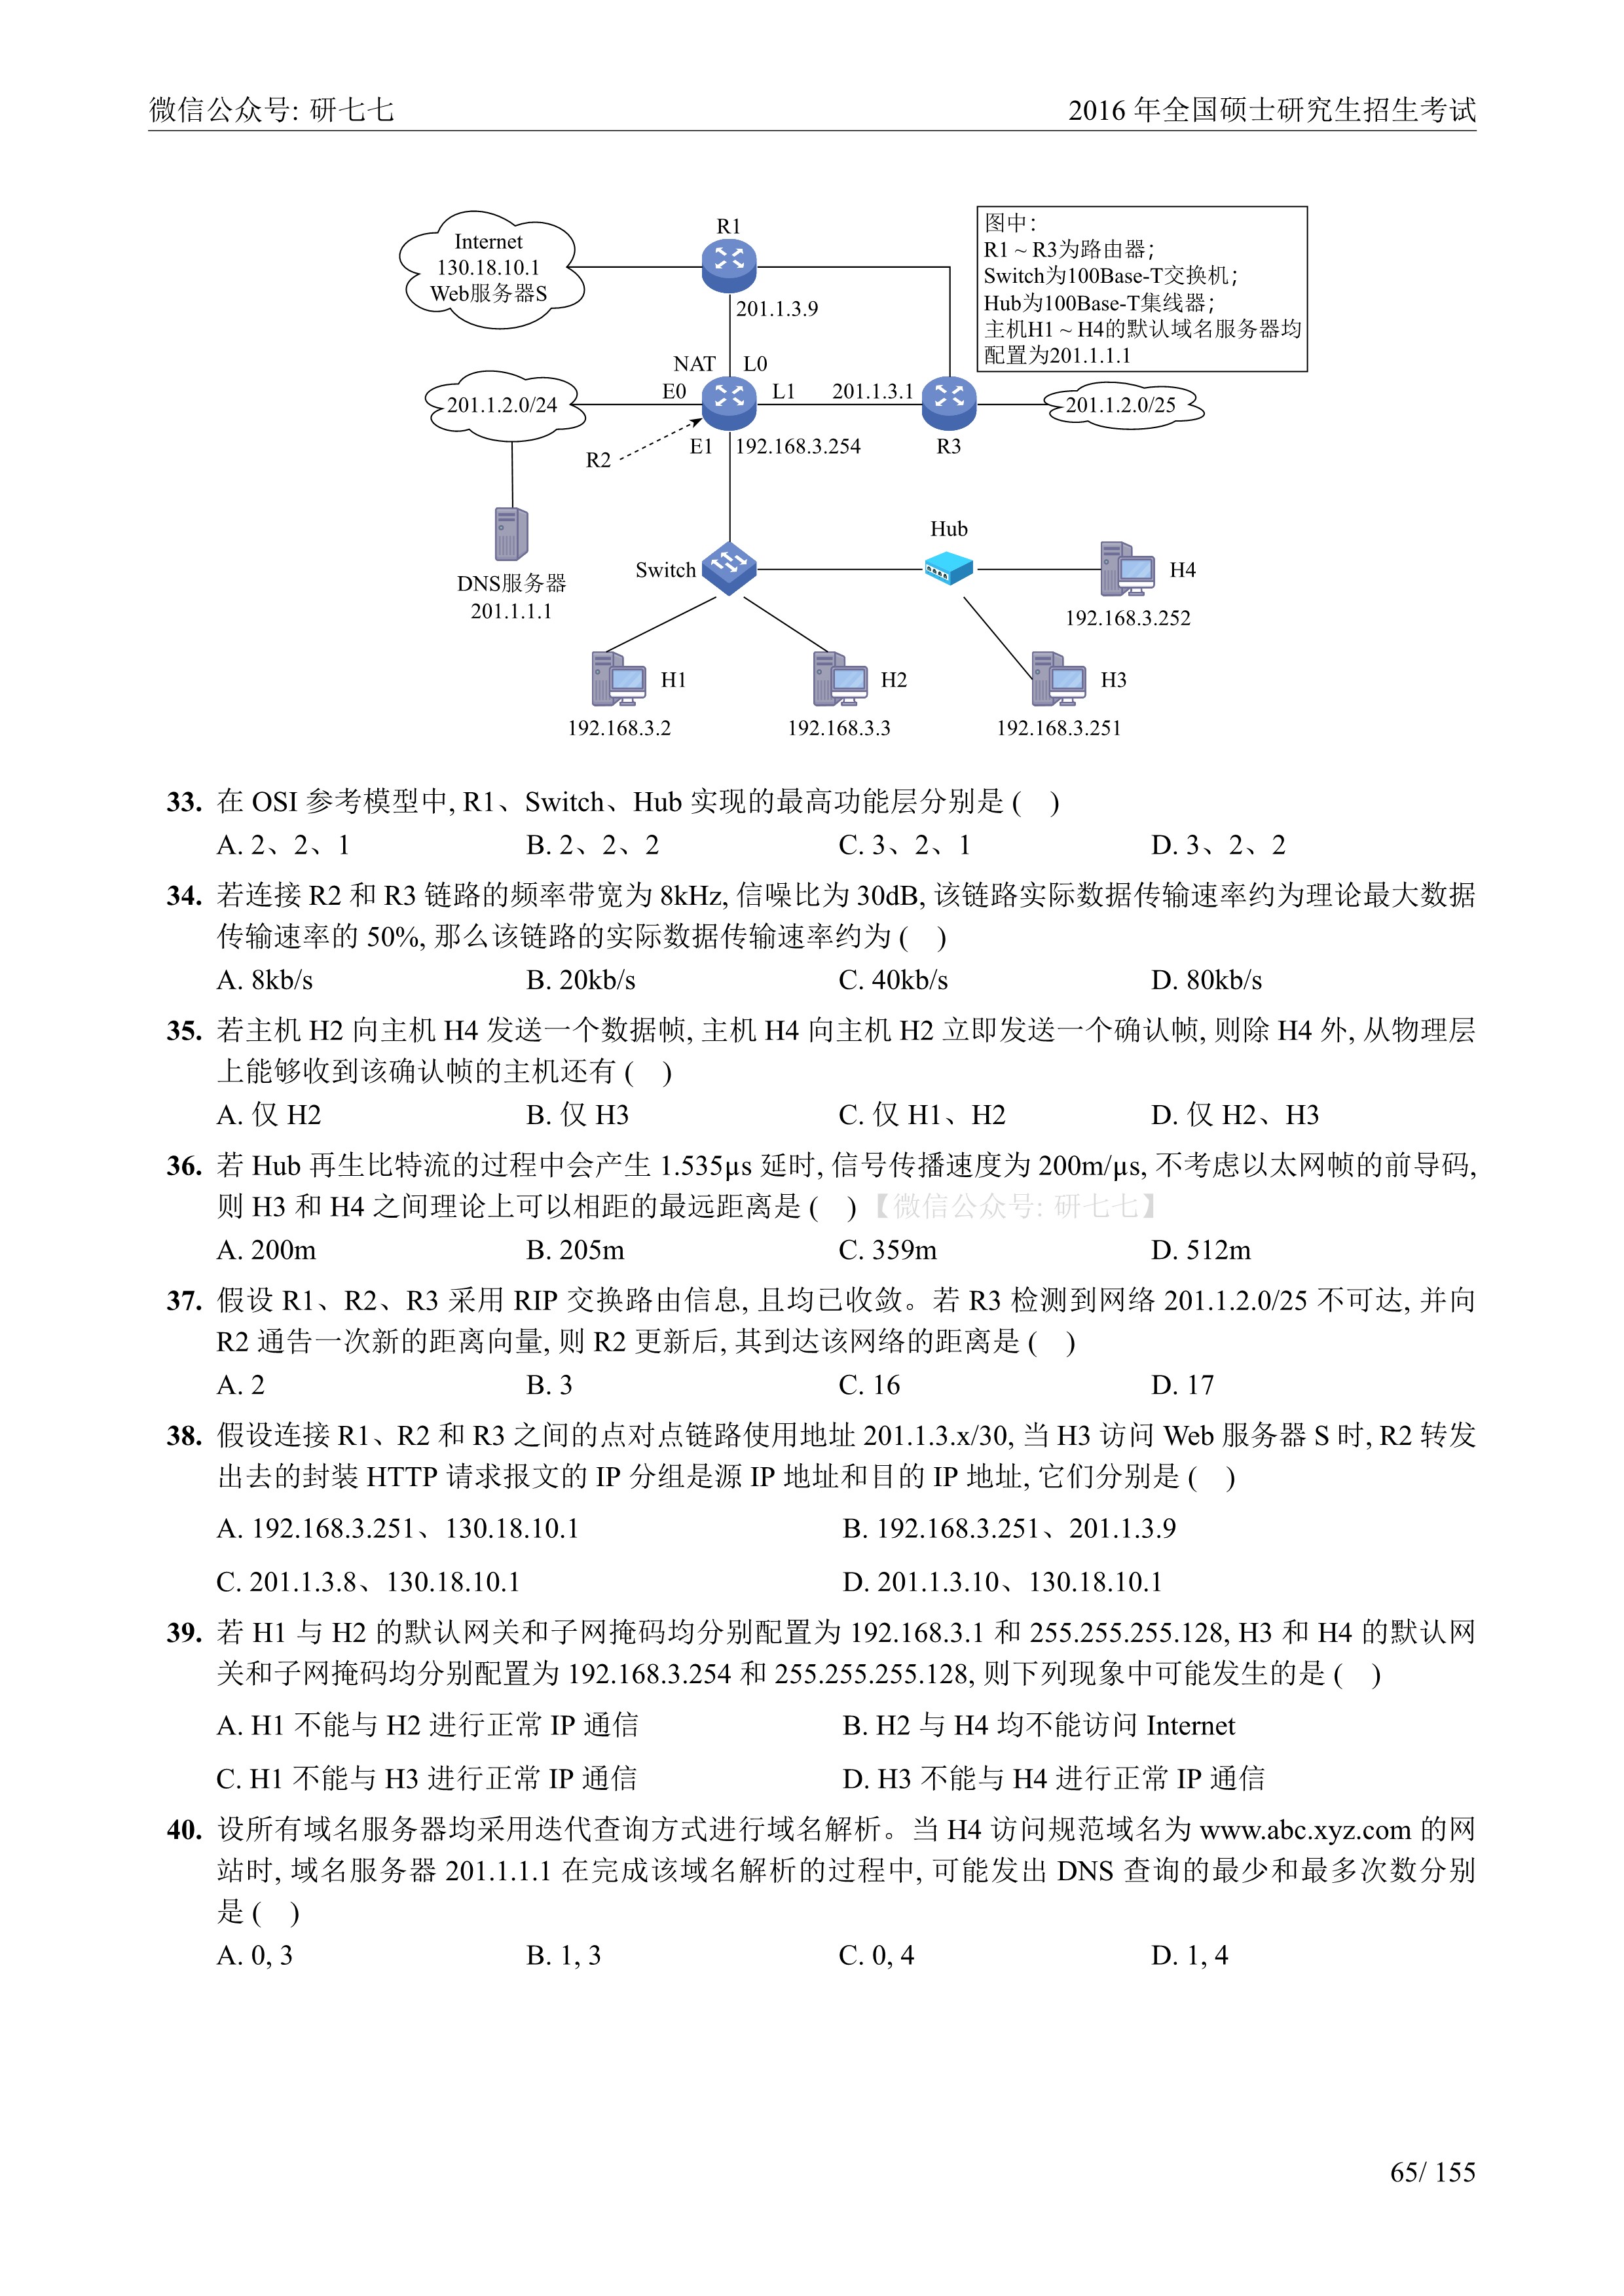 微信公众号: 研七七
2016 年全国硕士研究生招生考试
R1
Internet
130.18.10.1
Web服务器S
201.1.3.9
图中：
R1 ~ R3为路由器；
Switch为100Base-T交换机；
Hub为100Base-T集线器；
主机H1 ~ H4的默认域名服务器均
配置为201.1.1.1
NAT
L0
201.1.2.0/24
E0
L1
201.1.3.1
201.1.2.0/25
R2
E1
192.168.3.254
R3
Hub
Switch
H4
DNS服务器
201.1.1.1
192.168.3.252
H1
H2
H3
192.168.3.2
192.168.3.3
192.168.3.251
33. 在 OSI 参考模型中, R1、Switch、Hub 实现的最高功能层分别是 ( )
A. 2、2、1 B. 2、2、2 C. 3、2、1 D. 3、2、2
34. 若连接 R2 和 R3 链路的频率带宽为 8kHz, 信噪比为 30dB, 该链路实际数据传输速率约为理论最大数据
传输速率的 50%, 那么该链路的实际数据传输速率约为 ( )
A. 8kb/s B. 20kb/s C. 40kb/s D. 80kb/s
35. 若主机 H2 向主机 H4 发送一个数据帧, 主机 H4 向主机 H2 立即发送一个确认帧, 则除 H4 外, 从物理层
上能够收到该确认帧的主机还有 ( )
A. 仅 H2 B. 仅 H3 C. 仅 H1、H2 D. 仅 H2、H3
36. 若 Hub 再生比特流的过程中会产生 1.535μs 延时, 信号传播速度为 200m/μs, 不考虑以太网帧的前导码,
则 H3 和 H4 之间理论上可以相距的最远距离是 ( ) 【微信公众号: 研七七】
A. 200m B. 205m C. 359m D. 512m
37. 假设 R1、R2、R3 采用 RIP 交换路由信息, 且均已收敛。若 R3 检测到网络 201.1.2.0/25 不可达, 并向
R2 通告一次新的距离向量, 则 R2 更新后, 其到达该网络的距离是 ( )
A. 2 B. 3 C. 16 D. 17
38. 假设连接 R1、R2 和 R3 之间的点对点链路使用地址 201.1.3.x/30, 当 H3 访问 Web 服务器 S 时, R2 转发
出去的封装 HTTP 请求报文的 IP 分组是源 IP 地址和目的 IP 地址, 它们分别是 ( )
A. 192.168.3.251、130.18.10.1 B. 192.168.3.251、201.1.3.9
C. 201.1.3.8、130.18.10.1 D. 201.1.3.10、130.18.10.1
39. 若 H1 与 H2 的默认网关和子网掩码均分别配置为 192.168.3.1 和 255.255.255.128, H3 和 H4 的默认网
关和子网掩码均分别配置为 192.168.3.254 和 255.255.255.128, 则下列现象中可能发生的是 ( )
A. H1 不能与 H2 进行正常 IP 通信 B. H2 与 H4 均不能访问 Internet
C. H1 不能与 H3 进行正常 IP 通信 D. H3 不能与 H4 进行正常 IP 通信
40. 设所有域名服务器均采用迭代查询方式进行域名解析。当 H4 访问规范域名为 www.abc.xyz.com 的网
站时, 域名服务器 201.1.1.1 在完成该域名解析的过程中, 可能发出 DNS 查询的最少和最多次数分别
是 ( )
A. 0, 3 B. 1, 3 C. 0, 4 D. 1, 4
65/ 155